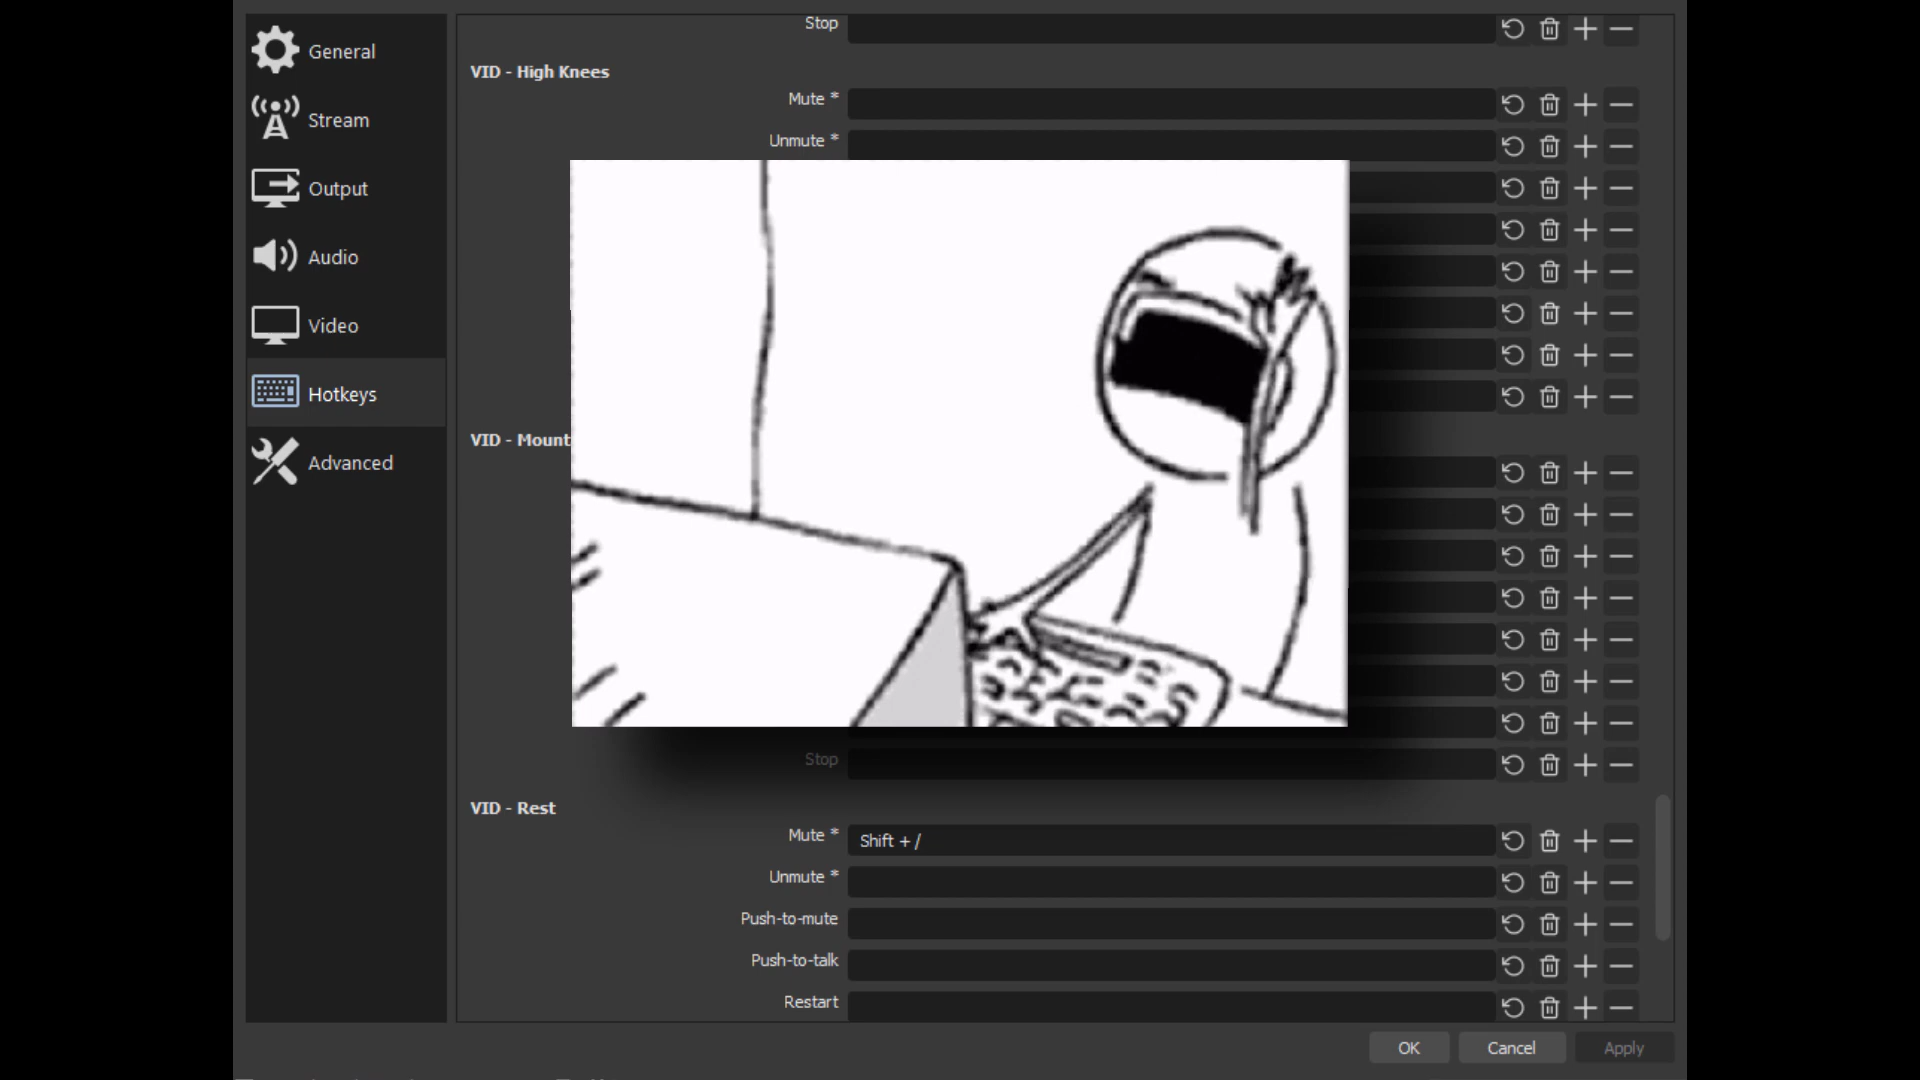 General
Stream
Output
Audio
Video
Hotkeys
Advanced
Stop
VID - High Knees
Mute *
Unmute *
VID - Mount
Stop
VID - Rest
Mute * Shift + /
Unmute *
Push-to-mute
Push-to-talk
Restart
OK Cancel Apply